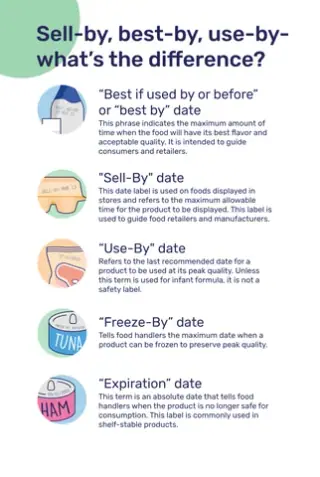 Sell-by, best-by, use-by-
what's the difference?
"Best if used by or before"
or "best by" date
This phrase indicates the maximum amount of
time when the food will have its best flavor and
acceptable quality. It is intended to guide
consumers and retailers.
"Sell-By" date
This date label is used on foods displayed in
stores and refers to the maximum allowable
time for the product to be displayed. This label is
used to guide food retailers and manufacturers.
"Use-By" date
Refers to the last recommended date for a
product to be used at its peak quality. Unless
this term is used for infant formula, it is not a
safety label.
"Freeze-By" date
Tells food handlers the maximum date when a
product can be frozen to preserve peak quality.
TUNA
"Expiration" date
This term is an absolute date that tells food
handlers when the product is no longer safe for
consumption. This label is commonly used in
shelf-stable products.
HAM